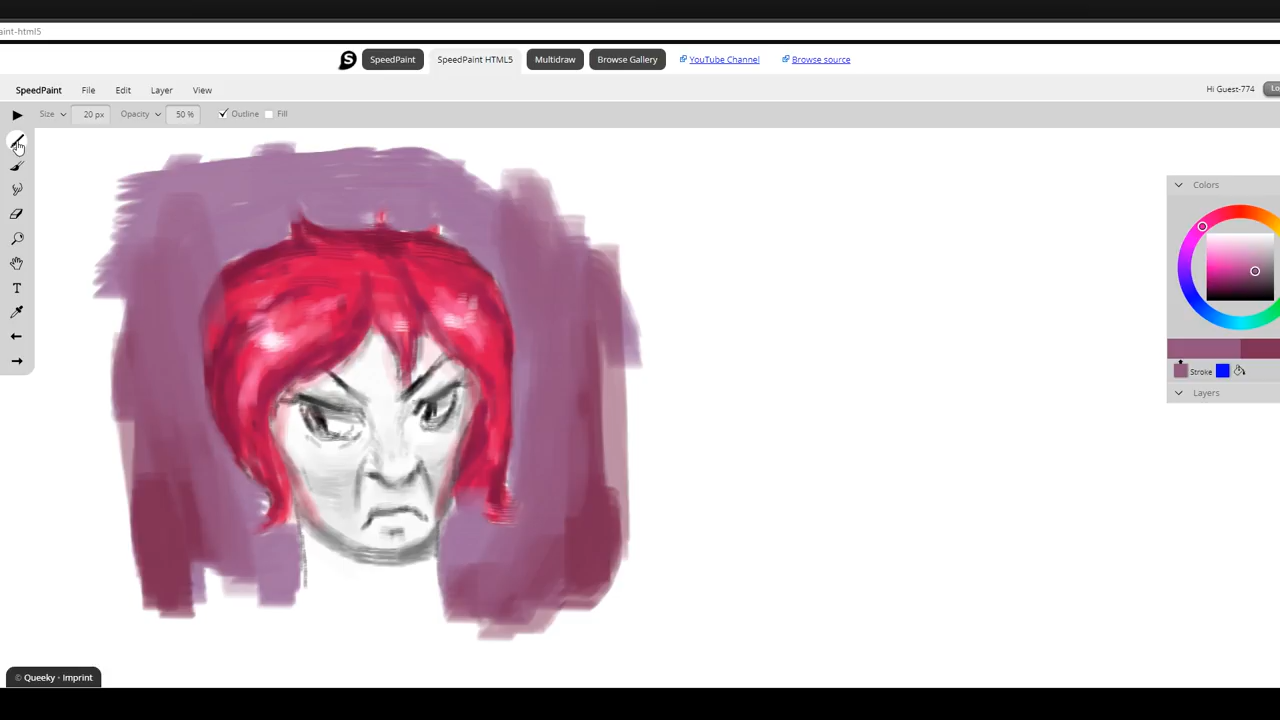 aint-html5
S SpeedPaint SpeedPaint HTML5 Multidraw Browse Gallery YouTube Channel Browse source
SpeedPaint File Edit Layer View Hi Guest-774 Lo
Size 20 px Opacity 50 % Outline Fill
Colors
T
Stroke
Layers
© Queeky - Imprint